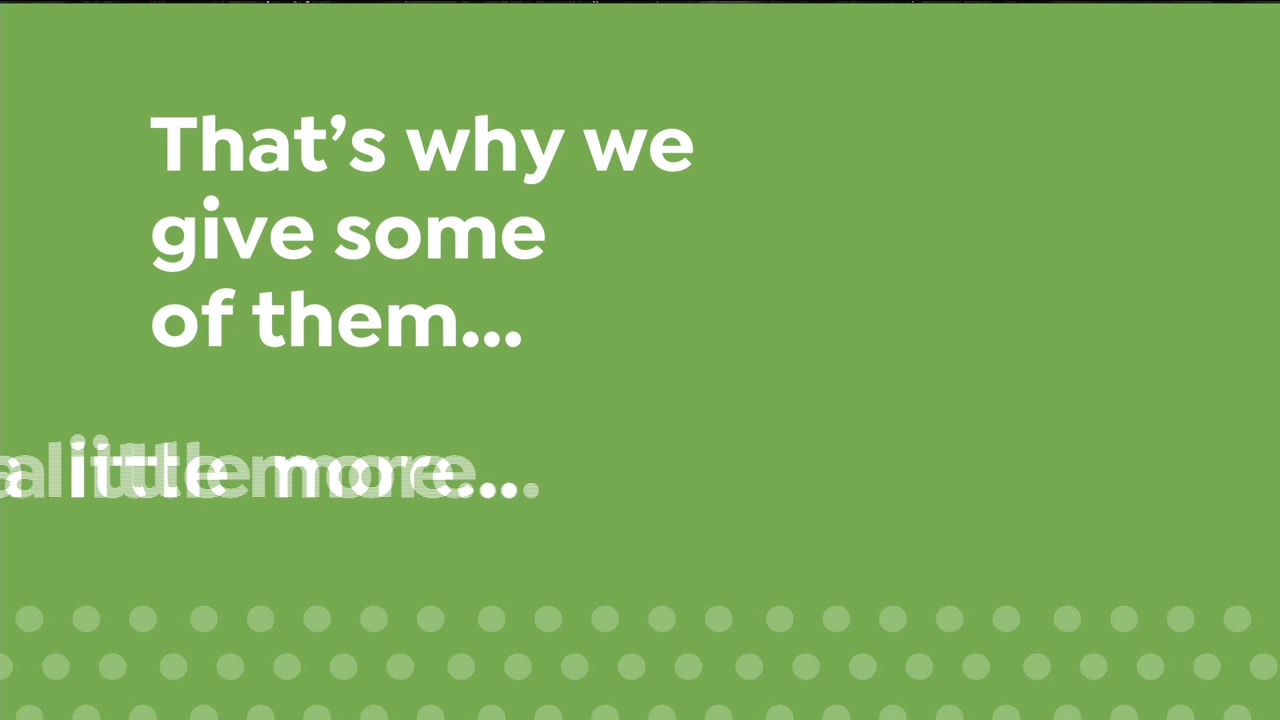 That’s why we
give some
of them...
a little more...